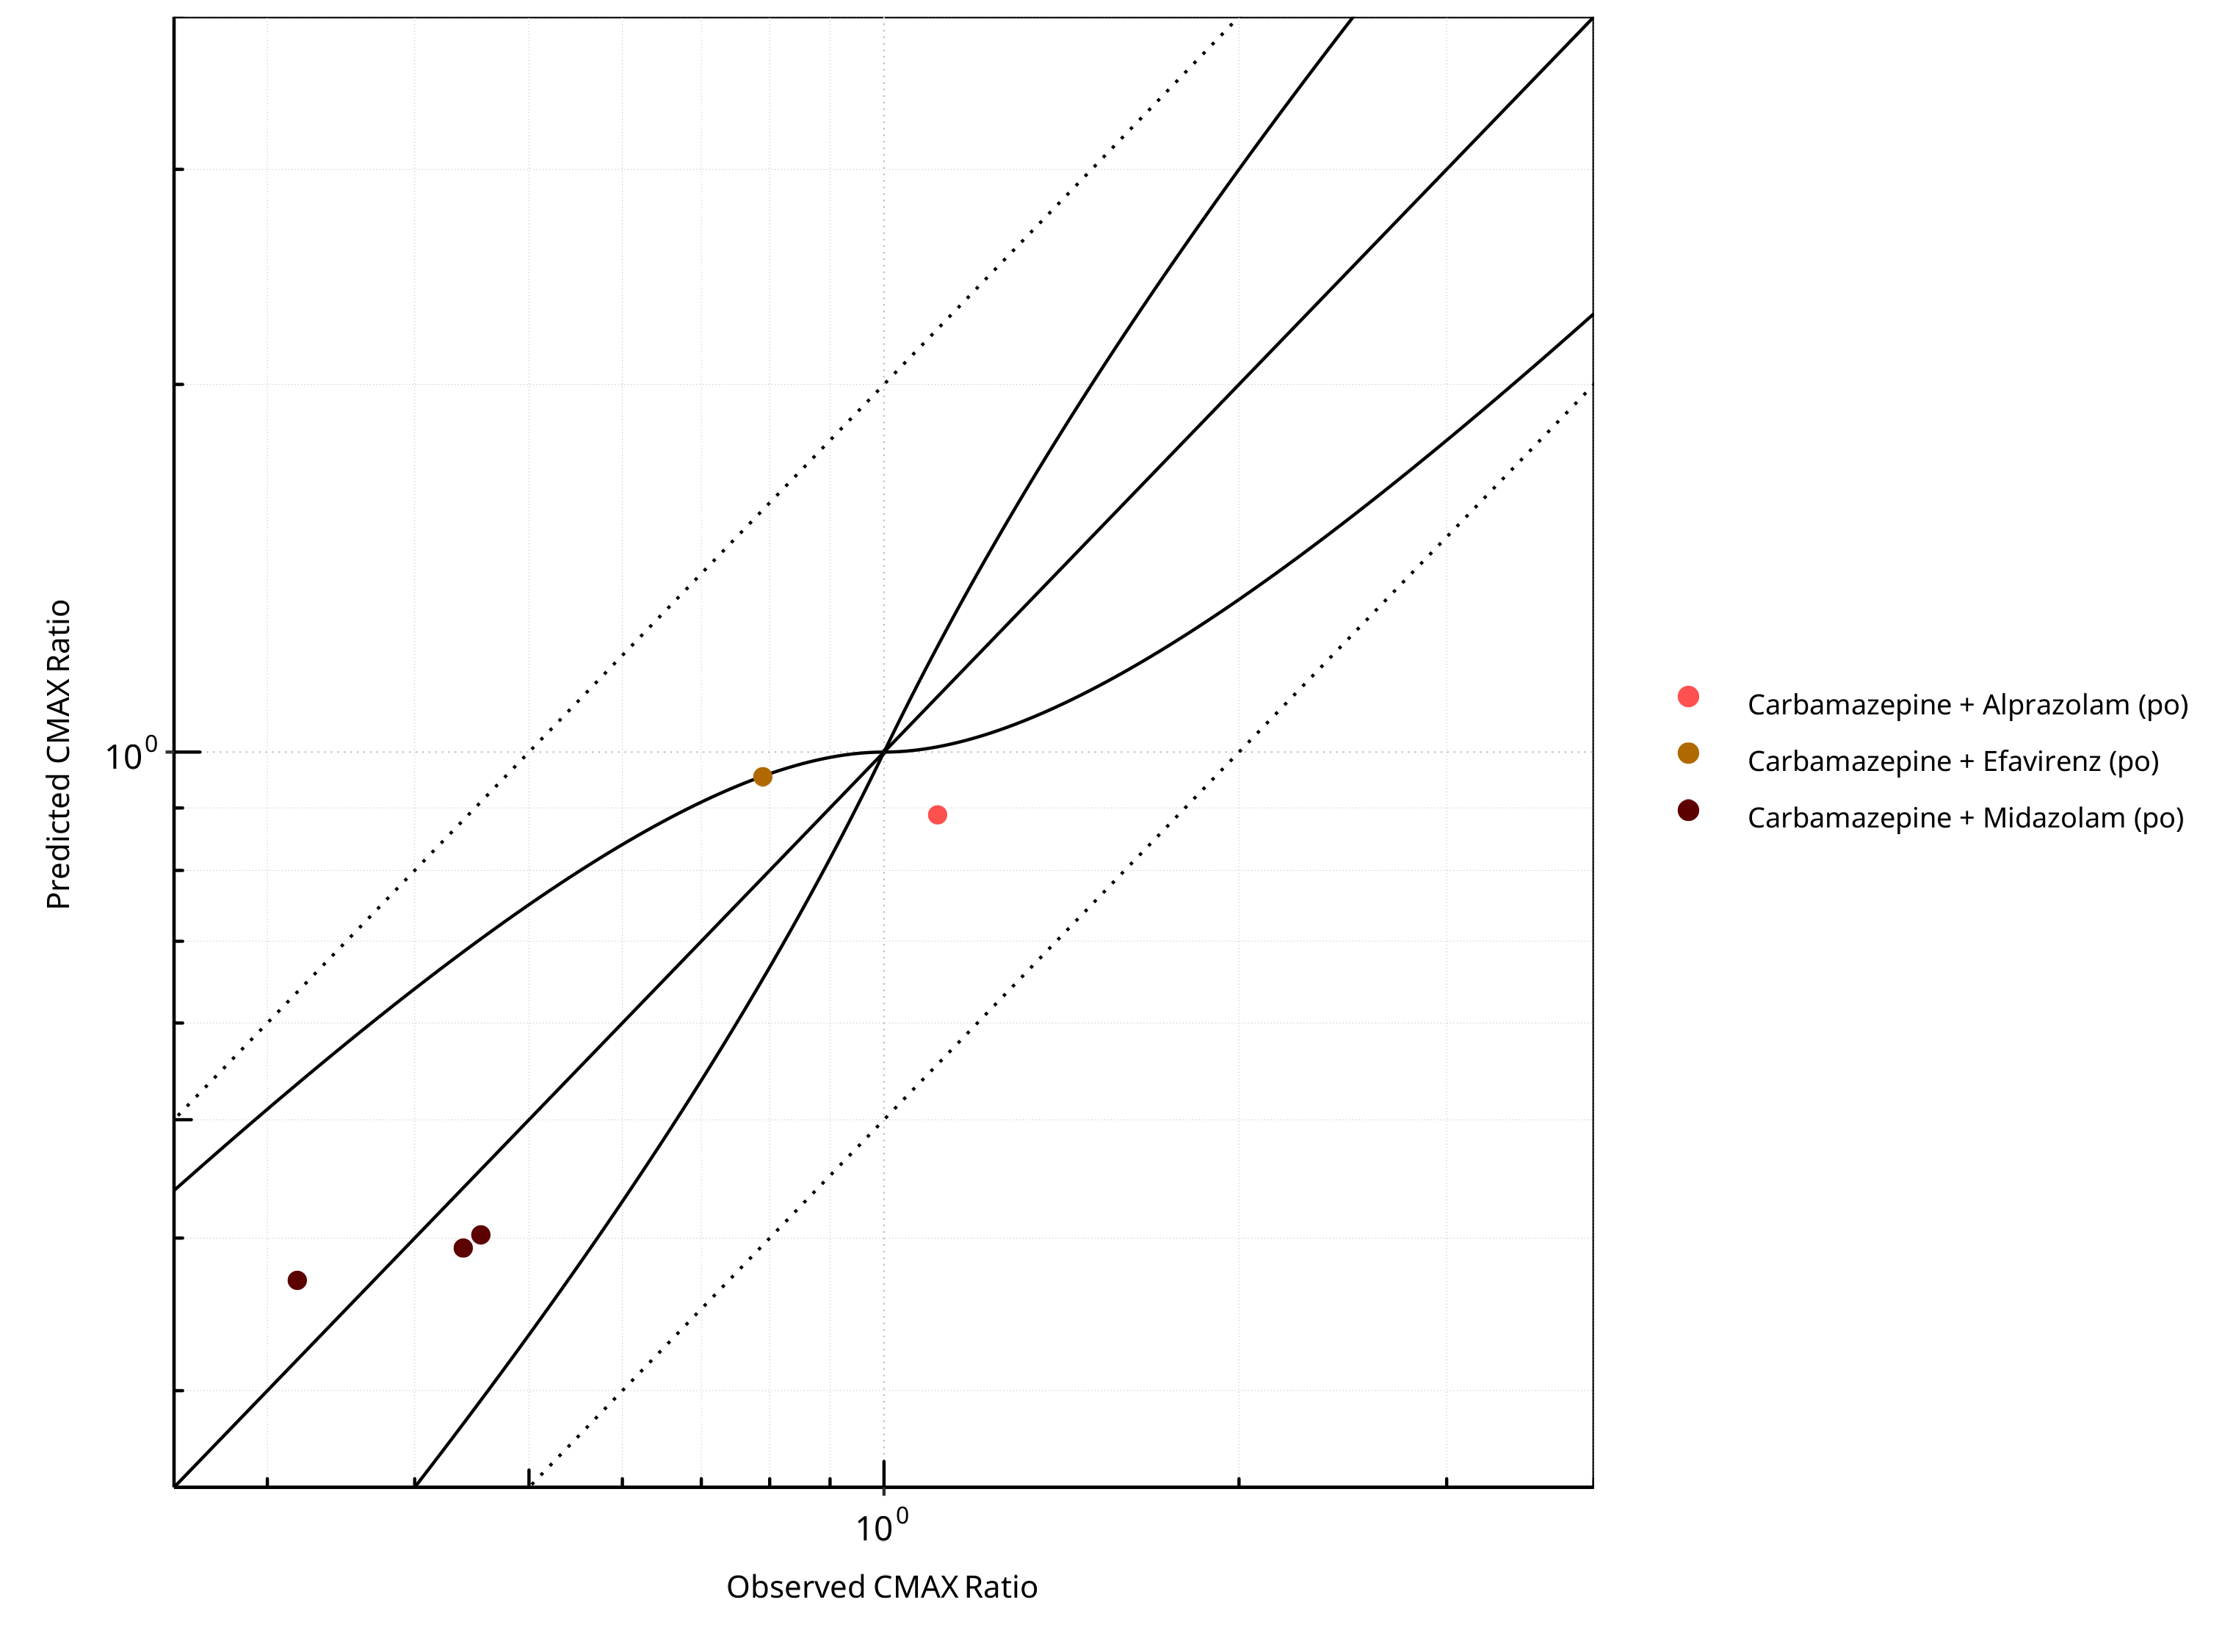 Predicted CMAX Ratio
10⁰
10⁰
Observed CMAX Ratio
Carbamazepine + Alprazolam (po)
Carbamazepine + Efavirenz (po)
Carbamazepine + Midazolam (po)